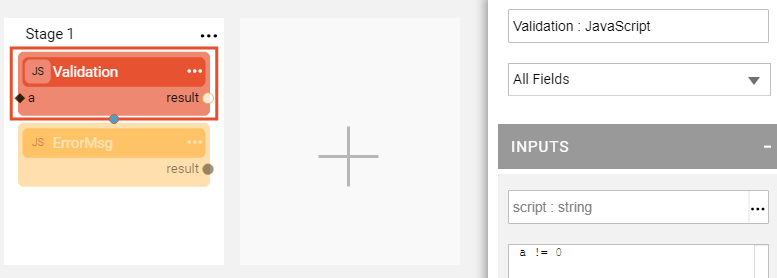 Stage 1
JS Validation
a result
JS ErrorMsg
result
Validation : JavaScript
All Fields
INPUTS
script : string
a != 0